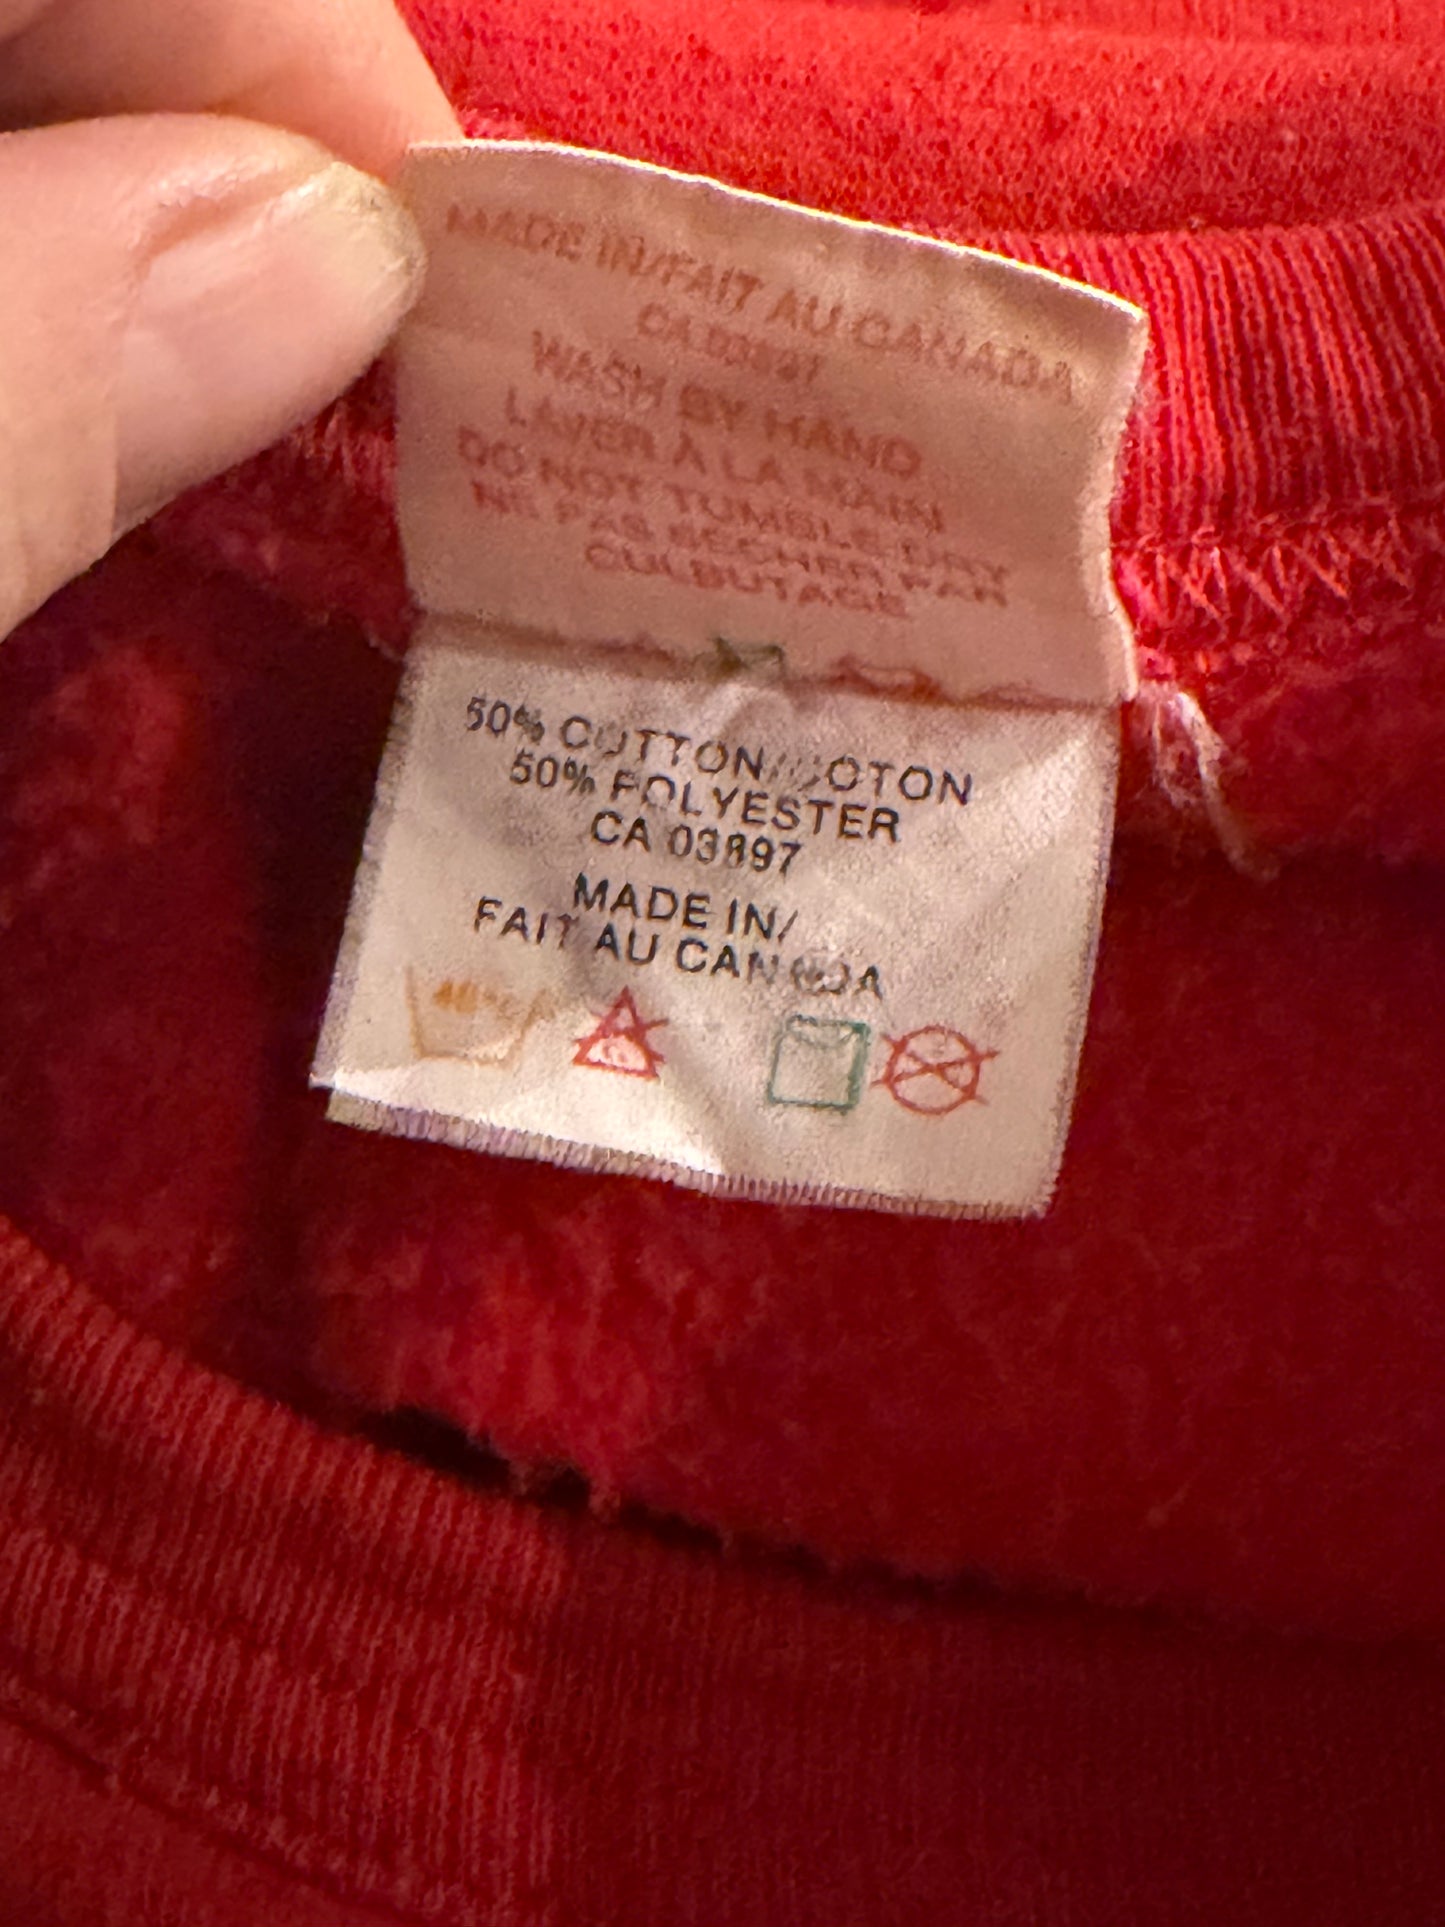 MADE IN/FAIT AU CANADA
CA
WASH BY HAND
LAVER À LA MAIN
DO NOT TUMBLE DRY
NE PAS SECHER PAR
CULBUTAGE
50% COTTON/COTON
50% POLYESTER
CA 03897
MADE IN/
FAIT AU CANADA